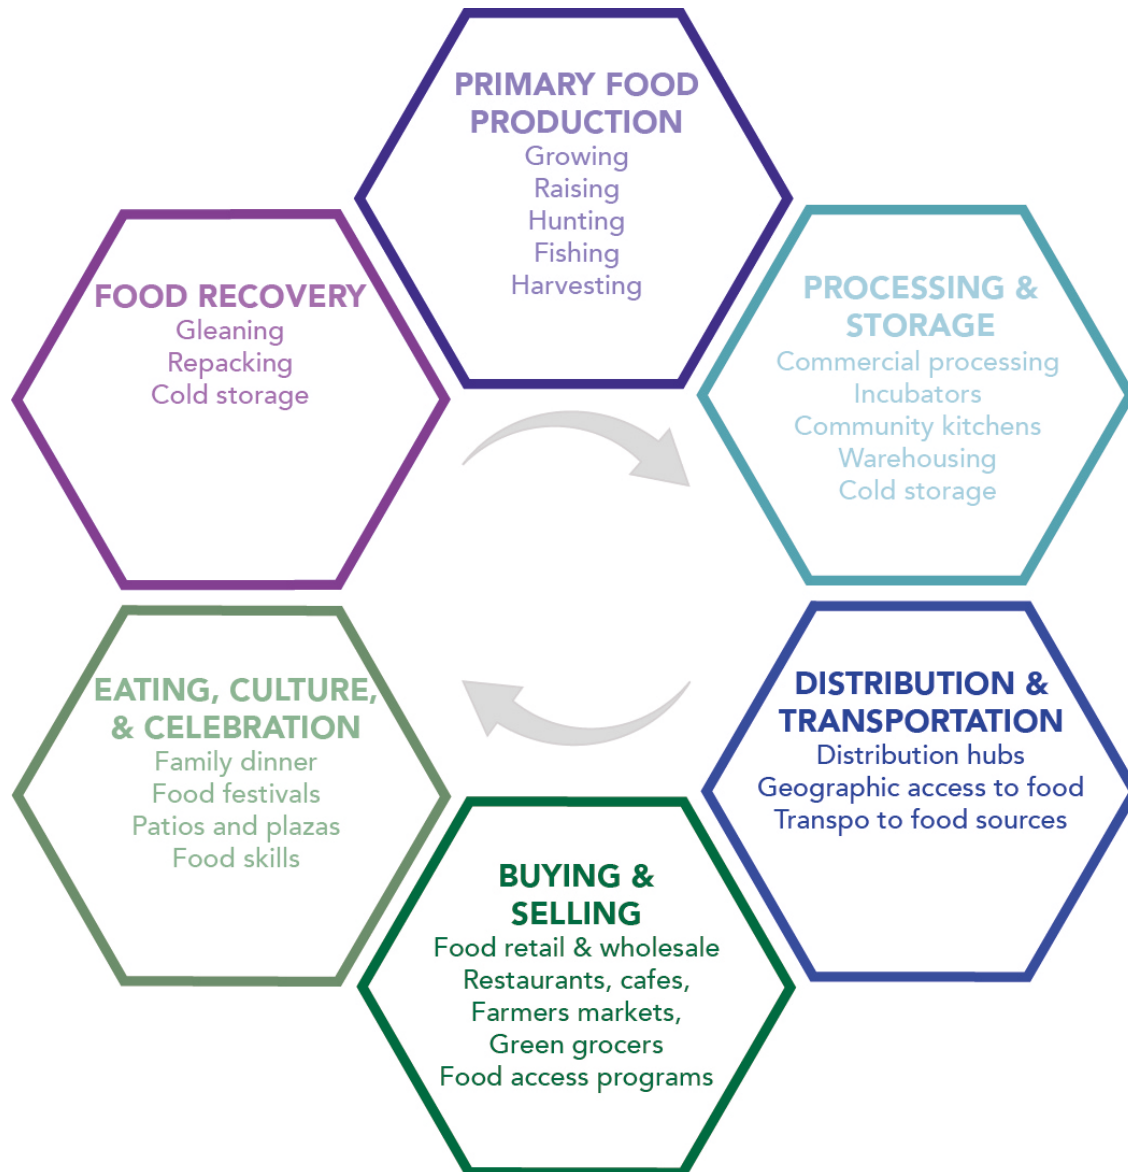 PRIMARY FOOD
PRODUCTION
Growing
Raising
Hunting
Fishing
Harvesting
PROCESSING &
STORAGE
Commercial processing
Incubators
Community kitchens
Warehousing
Cold storage
DISTRIBUTION &
TRANSPORTATION
Distribution hubs
Geographic access to food
Transpo to food sources
BUYING &
SELLING
Food retail & wholesale
Restaurants, cafes,
Farmers markets,
Green grocers
Food access programs
EATING, CULTURE,
& CELEBRATION
Family dinner
Food festivals
Patios and plazas
Food skills
FOOD RECOVERY
Gleaning
Repacking
Cold storage